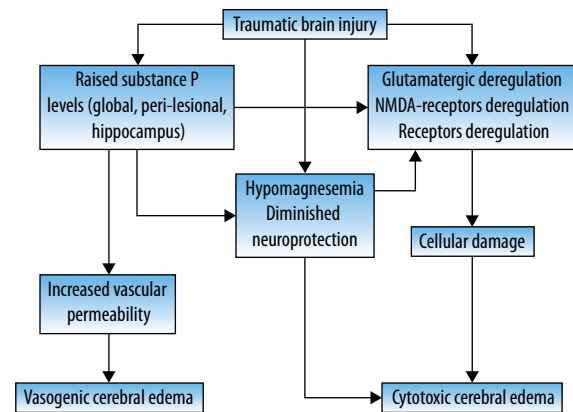 Traumatic brain injury
Raised substance P
levels (global, peri-lesional,
hippocampus)
Glutamatergic deregulation
NMDA-receptors deregulation
Receptors deregulation
Hypomagnesemia
Diminished
neuroprotection
Cellular damage
Increased vascular
permeability
Vasogenic cerebral edema
Cytotoxic cerebral edema